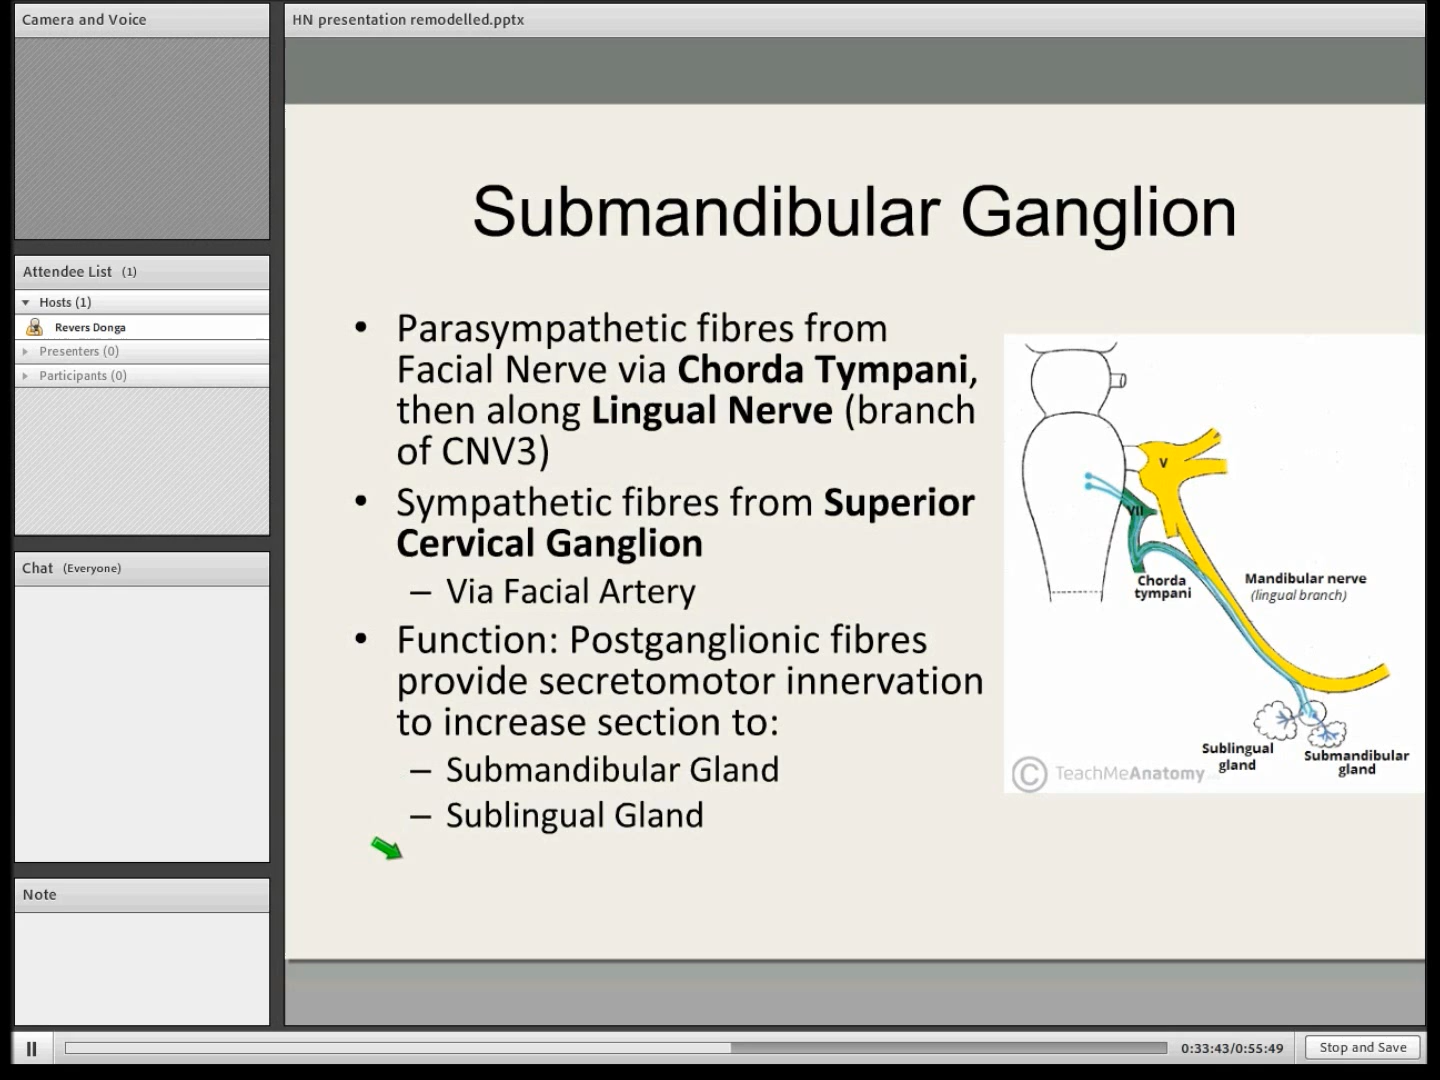 Camera and Voice
HN presentation remodelled.pptx
Attendee List (1)
Hosts (1)
Revers Donga
Presenters (0)
Participants (0)
Chat (Everyone)
Note
Submandibular Ganglion
• Parasympathetic fibres from
Facial Nerve via Chorda Tympani,
then along Lingual Nerve (branch
of CNV3)
• Sympathetic fibres from Superior
Cervical Ganglion
– Via Facial Artery
• Function: Postganglionic fibres
provide secretomotor innervation
to increase section to:
– Submandibular Gland
– Sublingual Gland
V
VII
Chorda
tympani
Mandibular nerve
(lingual branch)
Sublingual
gland
Submandibular
gland
© TeachMeAnatomy
0:33:43/0:55:49
Stop and Save